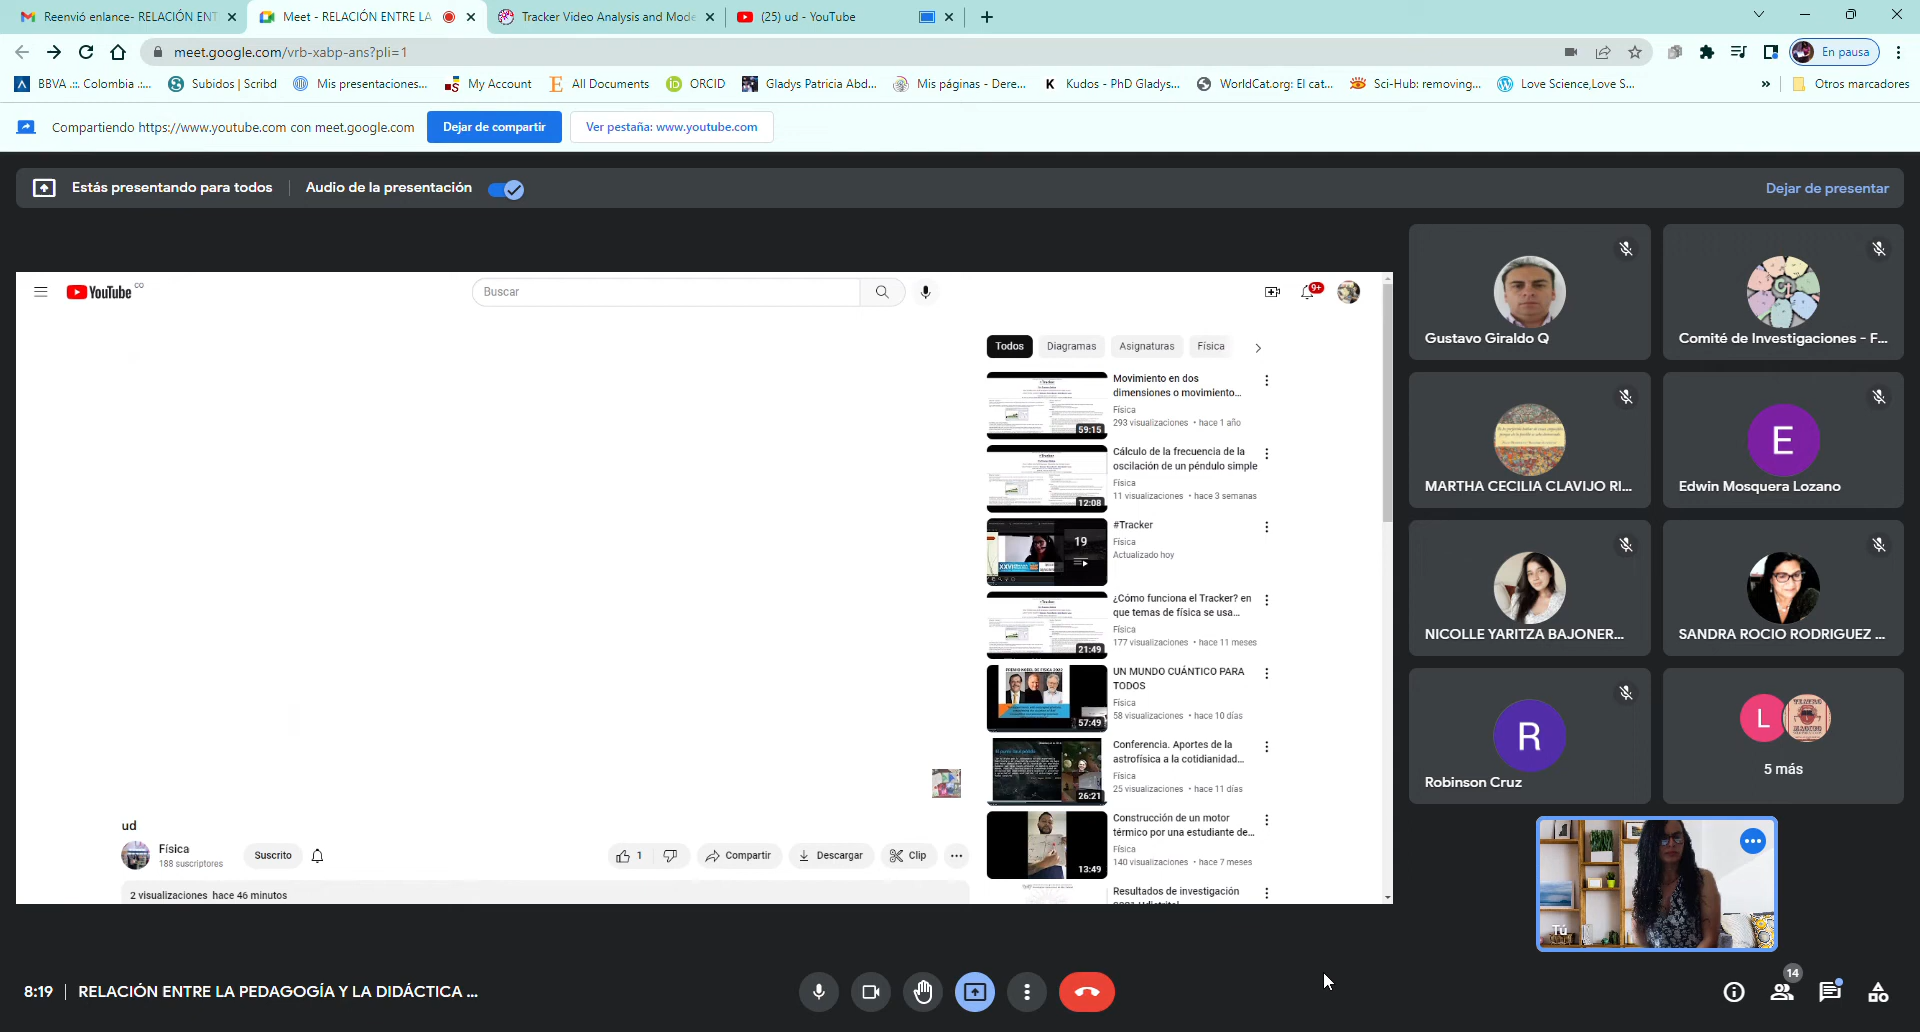 Reenvió enlance- RELACIÓN ENT
Meet - RELACIÓN ENTRE LA
Tracker Video Analysis and Mode
(25) ud - YouTube
meet.google.com/vrb-xabp-ans?pli=1
En pausa
BBVA .::. Colombia .:...
Subidos | Scribd
Mis presentaciones...
My Account
All Documents
ORCID
Gladys Patricia Abd...
Mis páginas - Dere...
Kudos - PhD Gladys...
WorldCat.org: El cat...
Sci-Hub: removing...
Love Science,Love S...
Otros marcadores
Compartiendo https://www.youtube.com con meet.google.com
Dejar de compartir
Ver pestaña: www.youtube.com
Estás presentando para todos
Audio de la presentación
Dejar de presentar
YouTube CO
Buscar
9+
Todos
Diagramas
Asignaturas
Física
Movimiento en dos
dimensiones o movimiento...
Física
293 visualizaciones • hace 1 año
59:15
Cálculo de la frecuencia de la
oscilación de un péndulo simple
Física
11 visualizaciones • hace 3 semanas
12:08
#Tracker
Física
Actualizado hoy
19
XXVI
¿Cómo funciona el Tracker? en
que temas de física se usa...
Física
177 visualizaciones • hace 11 meses
21:49
UN MUNDO CUÁNTICO PARA
TODOS
Física
58 visualizaciones • hace 10 días
57:49
Conferencia. Aportes de la
astrofísica a la cotidianidad...
Física
25 visualizaciones • hace 11 días
26:21
Construcción de un motor
térmico por una estudiante de...
Física
140 visualizaciones • hace 7 meses
13:49
Resultados de investigación
ud
Física
188 suscriptores
Suscrito
1
Compartir
Descargar
Clip
2 visualizaciones hace 46 minutos
Gustavo Giraldo Q
Comité de Investigaciones - F...
MARTHA CECILIA CLAVIJO RI...
E
Edwin Mosquera Lozano
NICOLLE YARITZA BAJONER...
SANDRA ROCIO RODRIGUEZ ...
R
Robinson Cruz
L
5 más
Tú
8:19
RELACIÓN ENTRE LA PEDAGOGÍA Y LA DIDÁCTICA ...
14